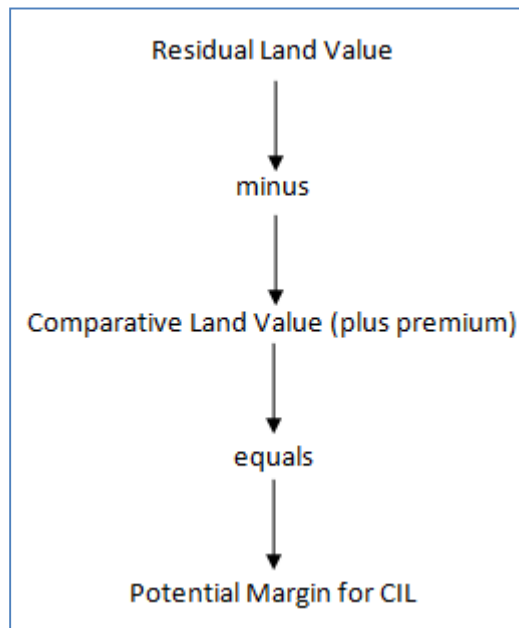 Residual Land Value
minus
Comparative Land Value (plus premium)
equals
Potential Margin for CIL